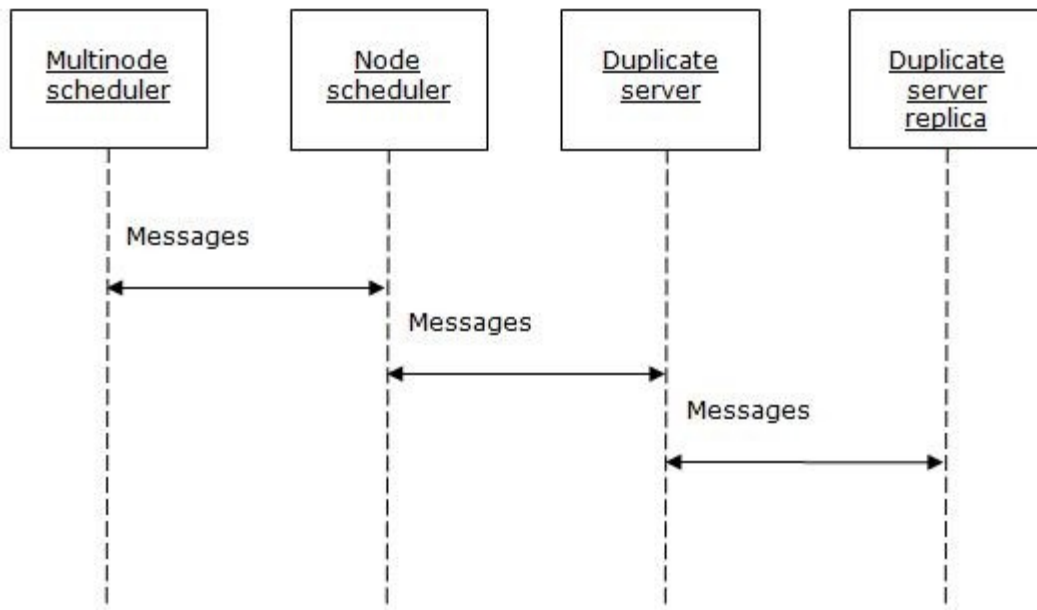 Multinode
scheduler
Node
scheduler
Duplicate
server
Duplicate
server
replica
Messages
Messages
Messages